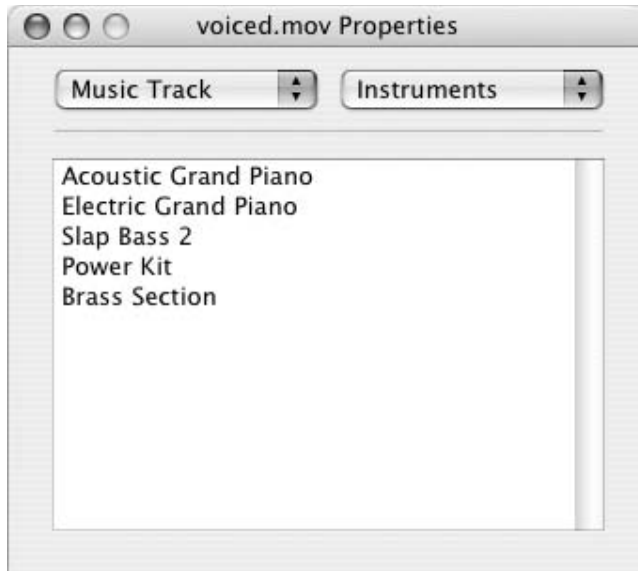 voiced.mov Properties
Music Track Instruments
Acoustic Grand Piano
Electric Grand Piano
Slap Bass 2
Power Kit
Brass Section